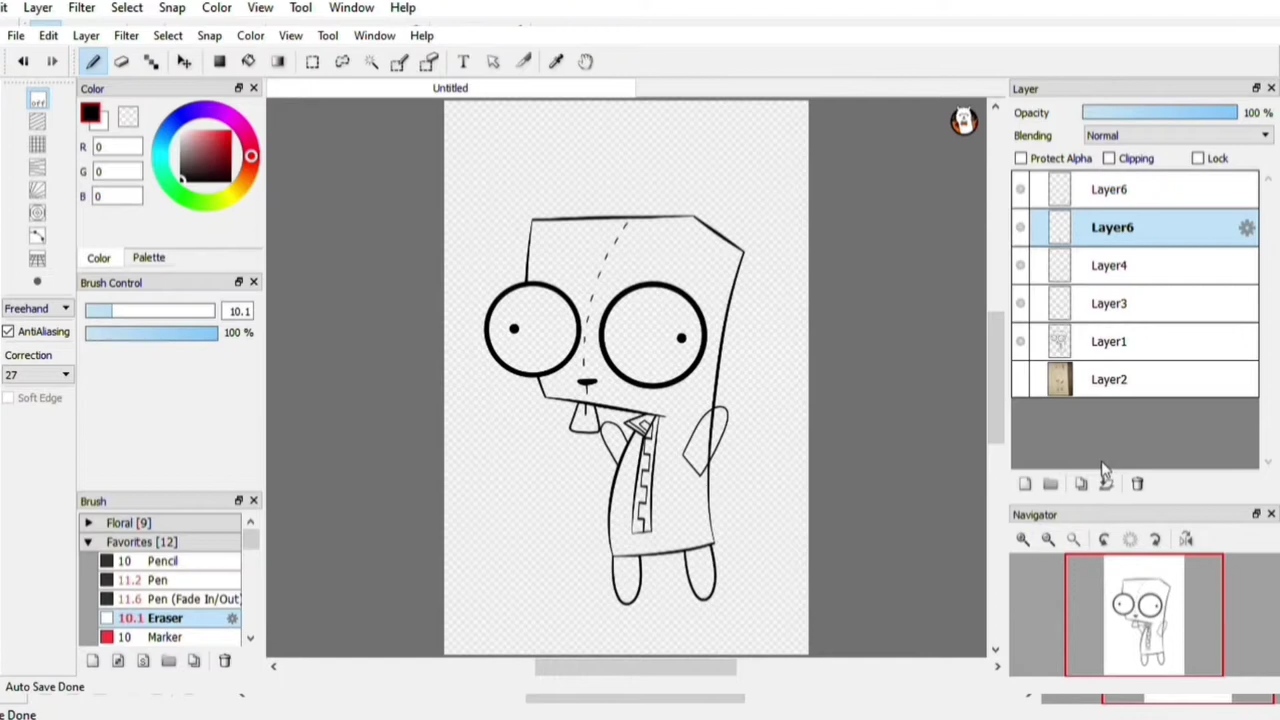 it Layer Filter Select Snap Color View Tool Window Help
File Edit Layer Filter Select Snap Color View Tool Window Help
T
Color
R 0
G 0
B 0
Color Palette
Brush Control
10.1
100 %
off
Freehand
AntiAliasing
Correction
27
Soft Edge
Brush
Floral [9]
Favorites [12]
10 Pencil
11.2 Pen
11.6 Pen (Fade In/Out)
10.1 Eraser
10 Marker
Auto Save Done
e Done
Untitled
Layer
Opacity 100 %
Blending Normal
Protect Alpha Clipping Lock
Layer6
Layer6
Layer4
Layer3
Layer1
Layer2
Navigator